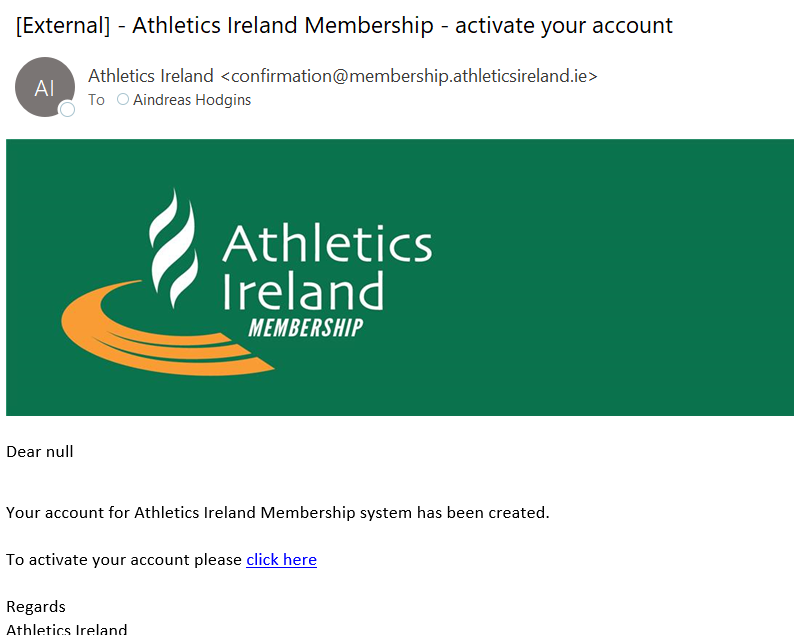 [External] - Athletics Ireland Membership - activate your account
AI
Athletics Ireland <confirmation@membership.athleticsireland.ie>
To Aindreas Hodgins
Athletics
Ireland
MEMBERSHIP
Dear null
Your account for Athletics Ireland Membership system has been created.
To activate your account please click here
Regards
Athletics Ireland